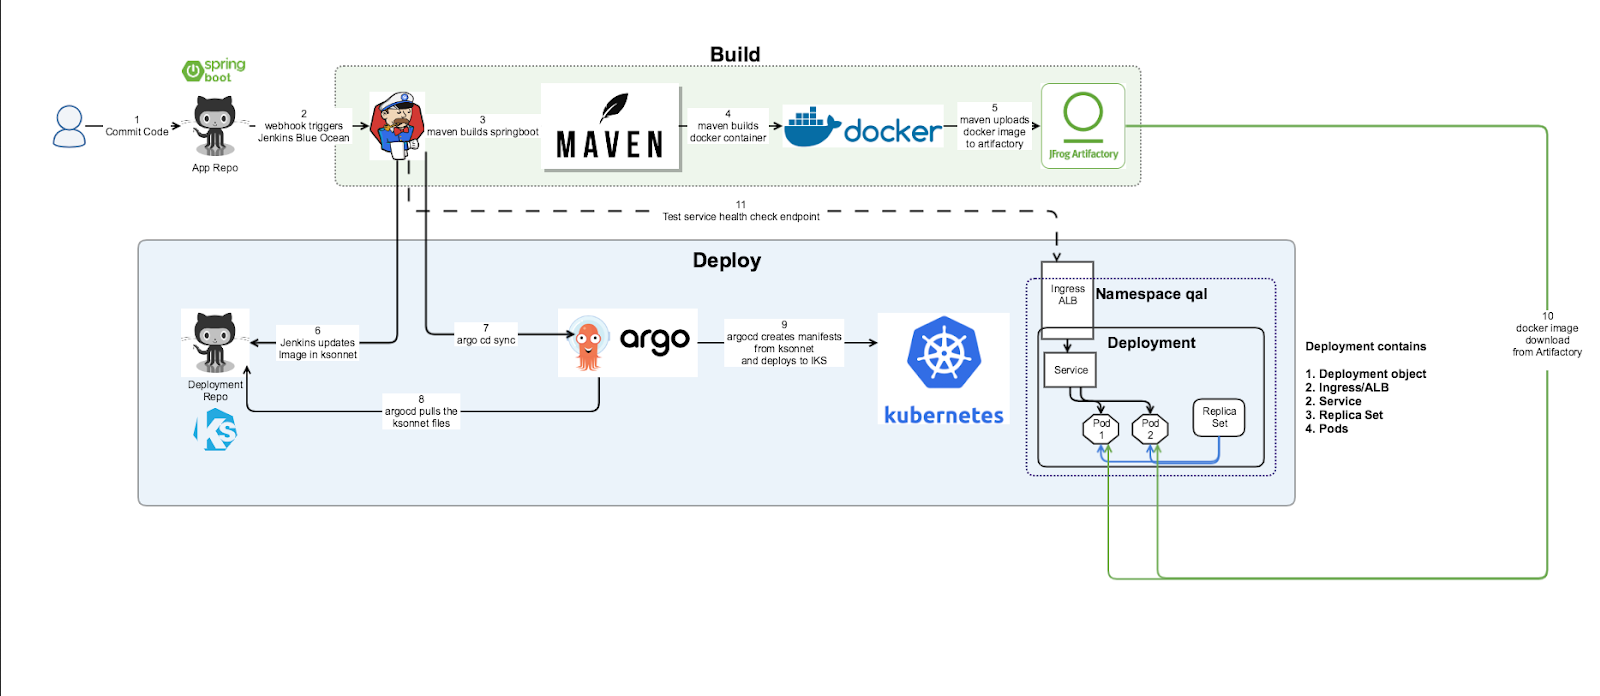 Build
spring
boot
1
Commit Code
App Repo
2
webhook triggers
Jenkins Blue Ocean
3
maven builds springboot
MAVEN
4
maven builds
docker container
docker
5
maven uploads
docker image
to artifactory
JFrog Artifactory
11
Test service health check endpoint
Deploy
Deployment
Repo
Ks
6
Jenkins updates
Image in ksonnet
7
argo cd sync
8
argocd pulls the
ksonnet files
argo
9
argocd creates manifests
from ksonnet
and deploys to IKS
kubernetes
Ingress
ALB
Namespace qal
Deployment
Service
Pod
1
Pod
2
Replica
Set
Deployment contains
1. Deployment object
2. Ingress/ALB
2. Service
3. Replica Set
4. Pods
10
docker image
download
from Artifactory